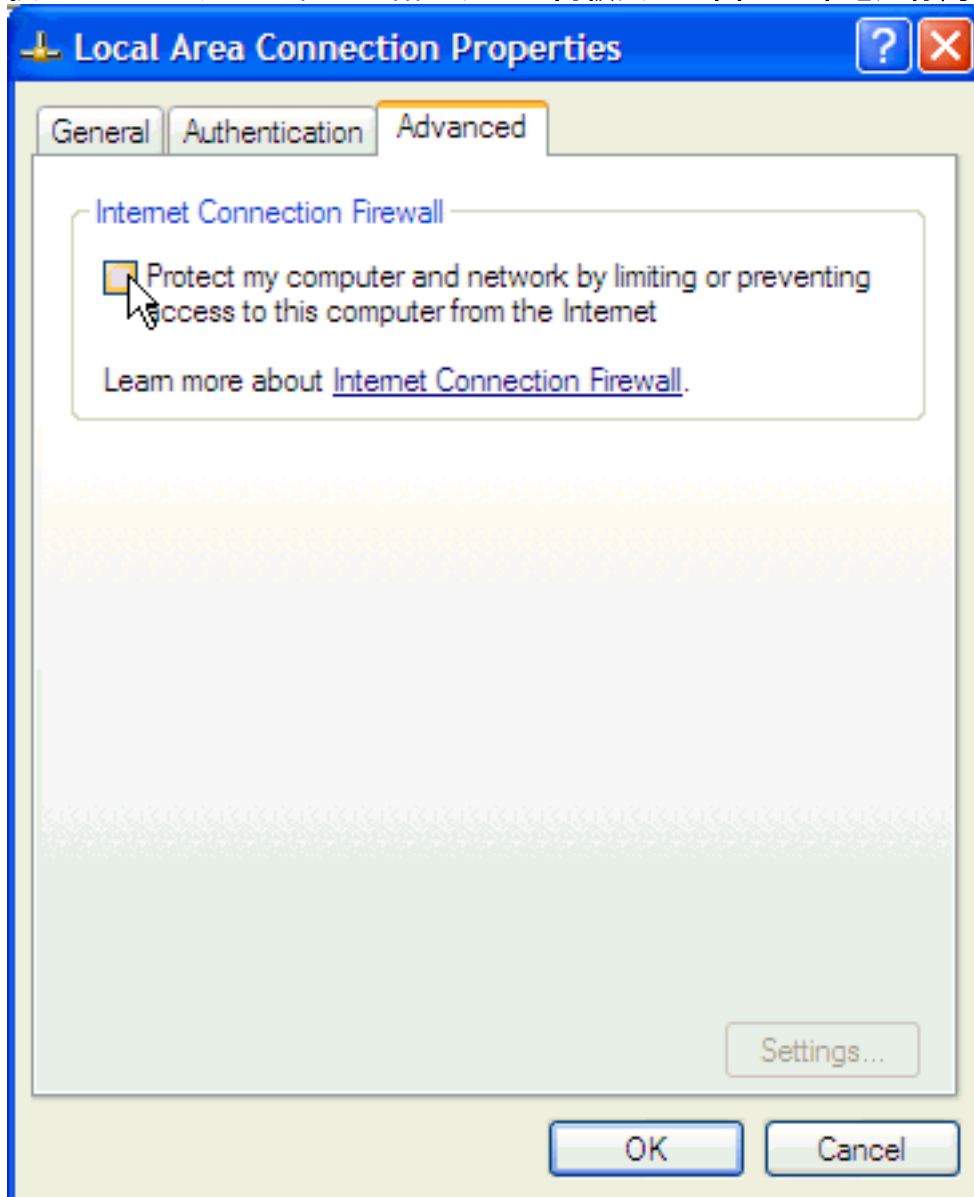 Local Area Connection Properties
General Authentication Advanced
Internet Connection Firewall
Protect my computer and network by limiting or preventing
access to this computer from the Internet
Learn more about Internet Connection Firewall.
Settings...
OK Cancel